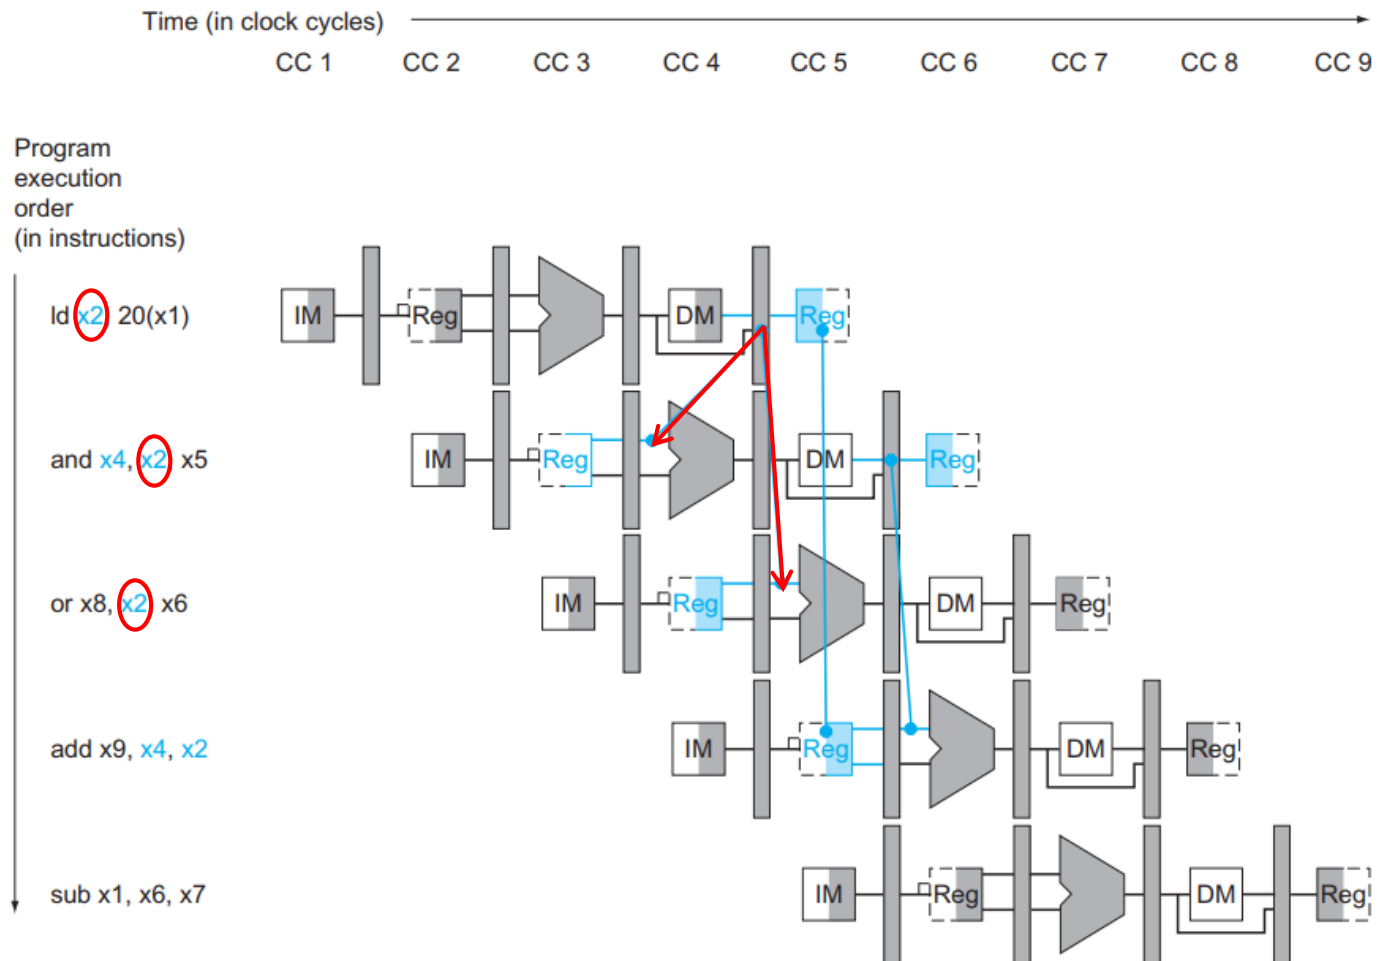 Time (in clock cycles)
CC 1 CC 2 CC 3 CC 4 CC 5 CC 6 CC 7 CC 8 CC 9
Program
execution
order
(in instructions)
ld x2, 20(x1)
IM Reg DM Reg
and x4, x2, x5
IM Reg DM Reg
or x8, x2, x6
IM Reg DM Reg
add x9, x4, x2
IM Reg DM Reg
sub x1, x6, x7
IM Reg DM Reg